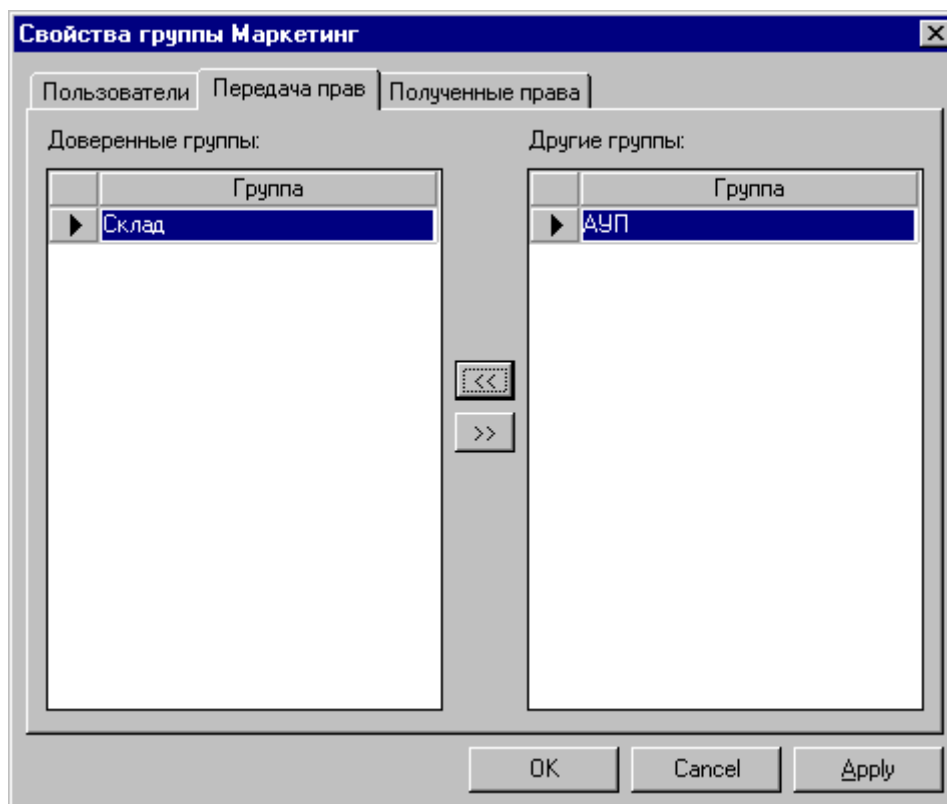 Свойства группы Маркетинг
Пользователи Передача прав Полученные права
Доверенные группы: Другие группы:
Группа Группа
Склад АУП
<<
>>
OK Cancel Apply